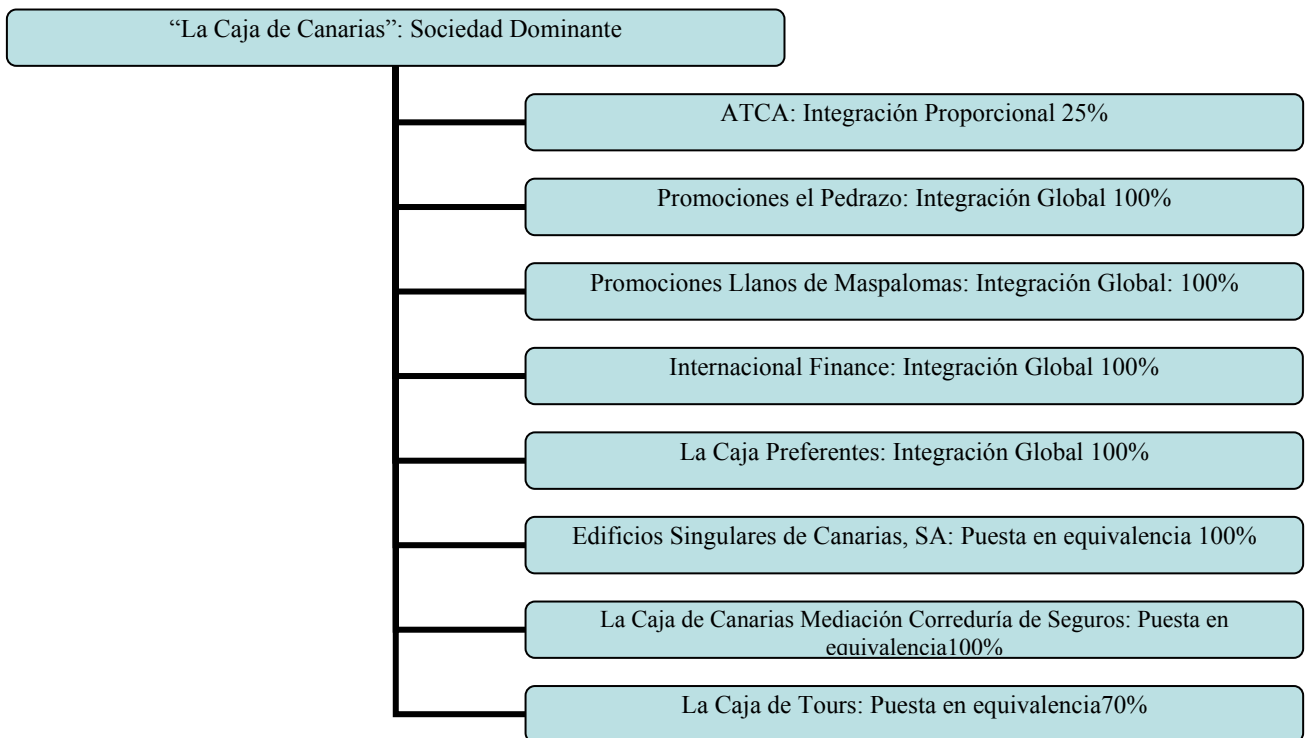 “La Caja de Canarias”: Sociedad Dominante
ATCA: Integración Proporcional 25%
Promociones el Pedrazo: Integración Global 100%
Promociones Llanos de Maspalomas: Integración Global: 100%
Internacional Finance: Integración Global 100%
La Caja Preferentes: Integración Global 100%
Edificios Singulares de Canarias, SA: Puesta en equivalencia 100%
La Caja de Canarias Mediación Correduría de Seguros: Puesta en
equivalencia100%
La Caja de Tours: Puesta en equivalencia70%